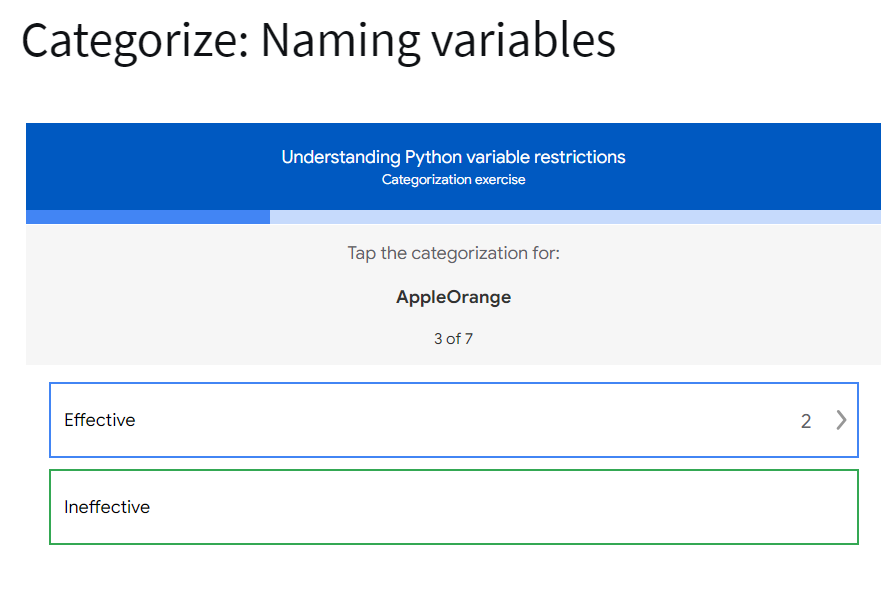 Categorize: Naming variables
Understanding Python variable restrictions
Categorization exercise
Tap the categorization for:
AppleOrange
3 of 7
Effective 2
Ineffective